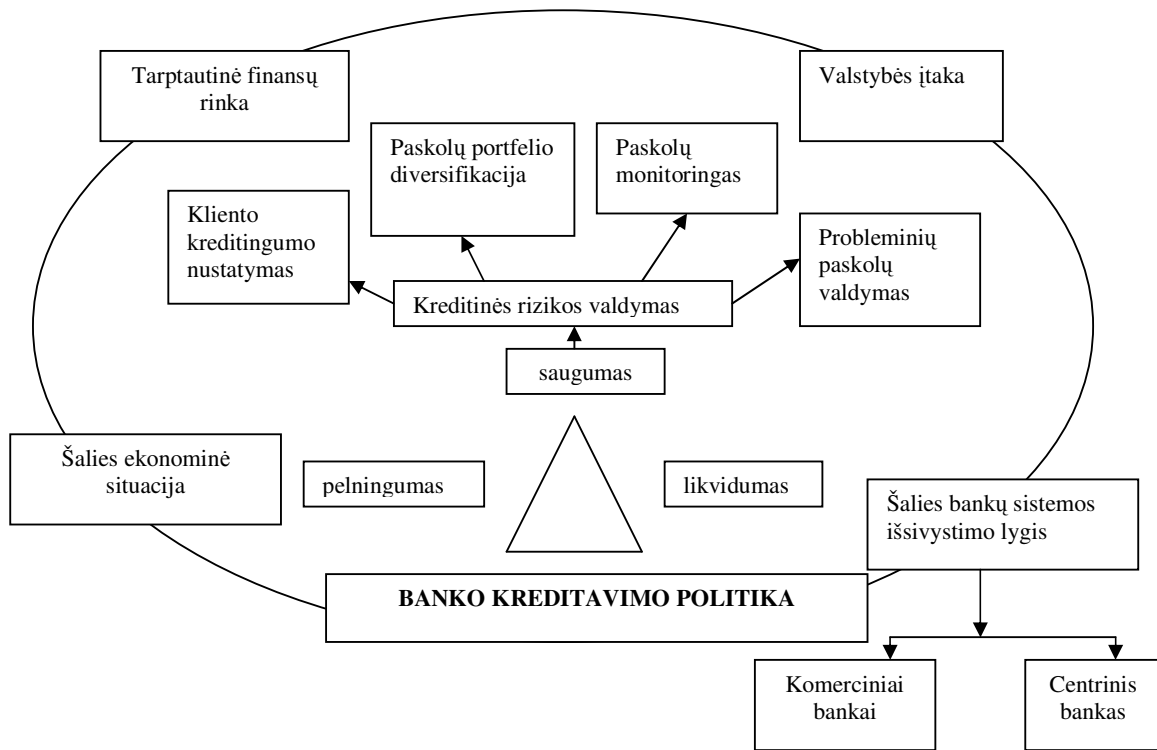 Tarptautinė finansų
rinka
Valstybės įtaka
Paskolų portfelio
diversifikacija
Paskolų
monitoringas
Kliento
kreditingumo
nustatymas
Probleminių
paskolų
valdymas
Kreditinės rizikos valdymas
saugumas
Šalies ekonominė
situacija
pelningumas
likvidumas
Šalies bankų sistemos
išsivystimo lygis
BANKO KREDITAVIMO POLITIKA
Komerciniai
bankai
Centrinis
bankas